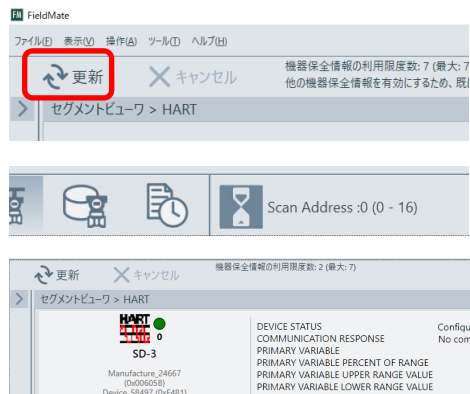 FM FieldMate
ファイル(F) 表示(V) 操作(A) ツール(T) ヘルプ(H)
更新 キャンセル
機器保全情報の利用限度数: 7 (最大: 7
他の機器保全情報を有効にするため、既
セグメントビューワ > HART
Scan Address :0 (0 - 16)
更新 キャンセル 機器保全情報の利用限度数: 2 (最大: 7)
セグメントビューワ > HART
HART
0
SD-3
Manufacture_24667
(0x00605B)
Device_58497 (0xE481)
DEVICE STATUS
COMMUNICATION RESPONSE
PRIMARY VARIABLE
PRIMARY VARIABLE PERCENT OF RANGE
PRIMARY VARIABLE UPPER RANGE VALUE
PRIMARY VARIABLE LOWER RANGE VALUE
Configu
No com